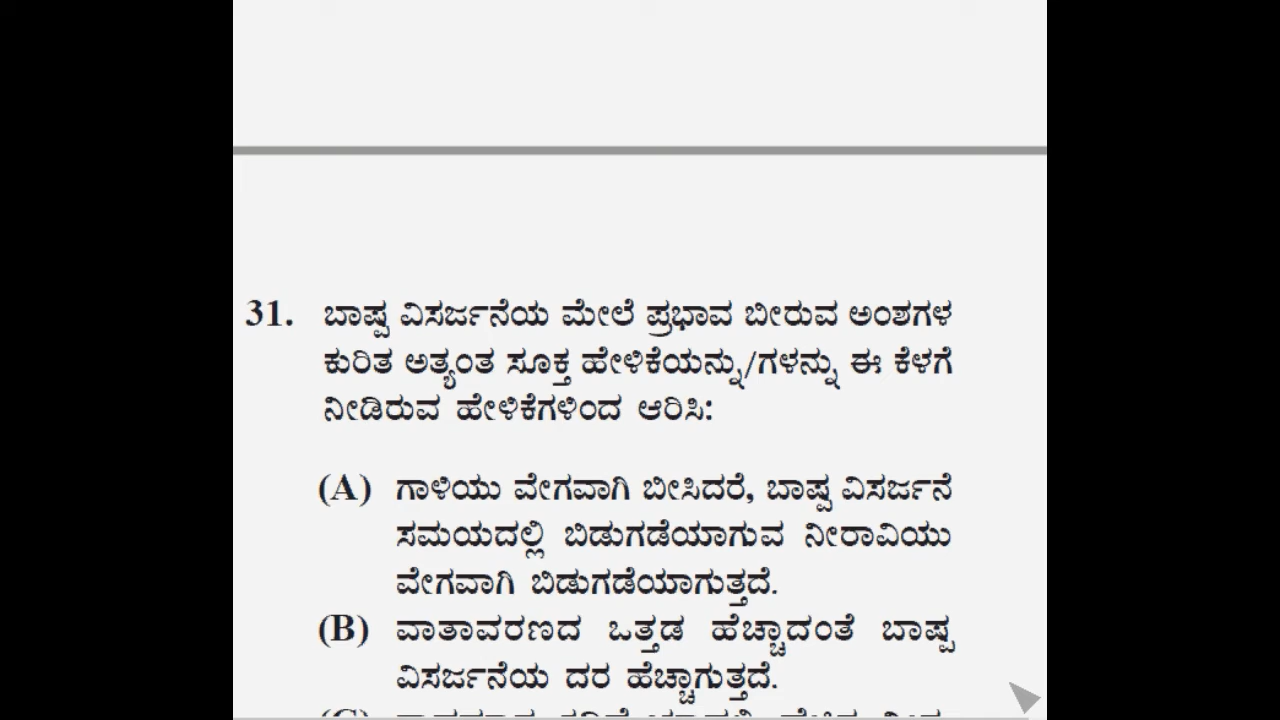 31. ಬಾಷ್ಪ ವಿಸರ್ಜನೆಯ ಮೇಲೆ ಪ್ರಭಾವ ಬೀರುವ ಅಂಶಗಳ
ಕುರಿತ ಅತ್ಯಂತ ಸೂಕ್ತ ಹೇಳಿಕೆಯನ್ನು/ಗಳನ್ನು ಈ ಕೆಳಗೆ
ನೀಡಿರುವ ಹೇಳಿಕೆಗಳಿಂದ ಆರಿಸಿ:
(A) ಗಾಳಿಯು ವೇಗವಾಗಿ ಬೀಸಿದರೆ, ಬಾಷ್ಪ ವಿಸರ್ಜನೆ
ಸಮಯದಲ್ಲಿ ಬಿಡುಗಡೆಯಾಗುವ ನೀರಾವಿಯು
ವೇಗವಾಗಿ ಬಿಡುಗಡೆಯಾಗುತ್ತದೆ.
(B) ವಾತಾವರಣದ ಒತ್ತಡ ಹೆಚ್ಚಾದಂತೆ ಬಾಷ್ಪ
ವಿಸರ್ಜನೆಯ ದರ ಹೆಚ್ಚಾಗುತ್ತದೆ.